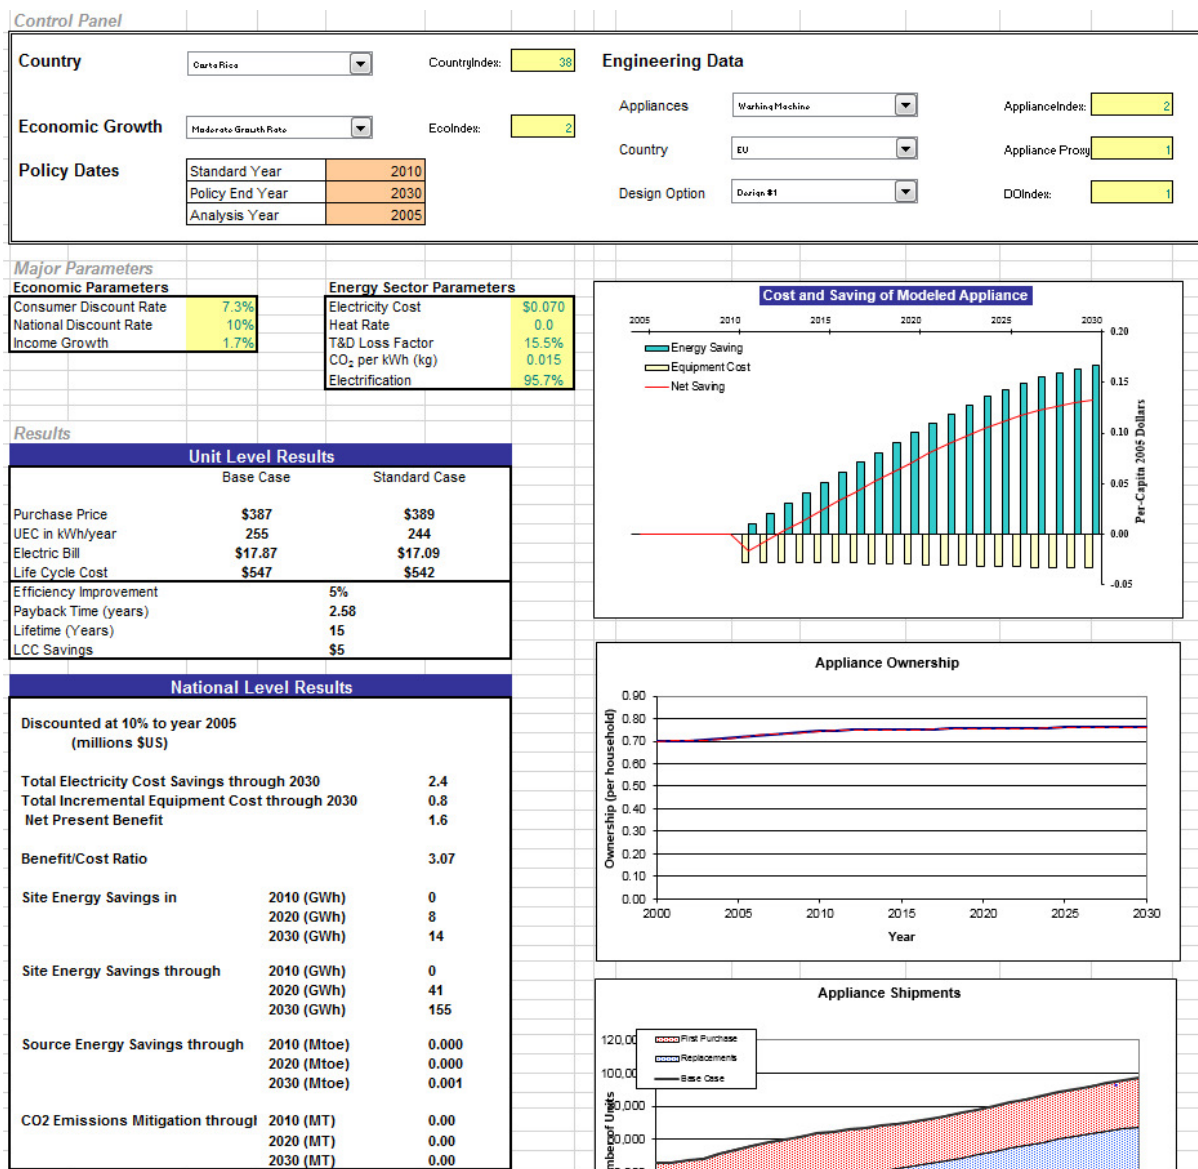 Control Panel
Country
Costa Rica
CountryIndex:
38
Economic Growth
Moderate Growth Rate
EcoIndex:
2
Policy Dates
Standard Year 2010
Policy End Year 2030
Analysis Year 2005
Engineering Data
Appliances
Washing Machine
ApplianceIndex:
2
Country
EU
Appliance Proxy
1
Design Option
Design #1
DOIndex:
1
Major Parameters
Economic Parameters
Consumer Discount Rate 7.3%
National Discount Rate 10%
Income Growth 1.7%
Energy Sector Parameters
Electricity Cost $0.070
Heat Rate 0.0
T&D Loss Factor 15.5%
CO₂ per kWh (kg) 0.015
Electrification 95.7%
Results
Unit Level Results
Base Case Standard Case
Purchase Price $387 $389
UEC in kWh/year 255 244
Electric Bill $17.87 $17.09
Life Cycle Cost $547 $542
Efficiency Improvement 5%
Payback Time (years) 2.58
Lifetime (Years) 15
LCC Savings $5
National Level Results
Discounted at 10% to year 2005
(millions $US)
Total Electricity Cost Savings through 2030 2.4
Total Incremental Equipment Cost through 2030 0.8
Net Present Benefit 1.6
Benefit/Cost Ratio 3.07
Site Energy Savings in 2010 (GWh) 0
2020 (GWh) 8
2030 (GWh) 14
Site Energy Savings through 2010 (GWh) 0
2020 (GWh) 41
2030 (GWh) 155
Source Energy Savings through 2010 (Mtoe) 0.000
2020 (Mtoe) 0.000
2030 (Mtoe) 0.001
CO2 Emissions Mitigation throug 2010 (MT) 0.00
2020 (MT) 0.00
2030 (MT) 0.00
Cost and Saving of Modeled Appliance
2005 2010 2015 2020 2025 2030
Energy Saving
Equipment Cost
Net Saving
0.20
0.15
0.10
0.05
0.00
-0.05
Per-Capita 2005 Dollars
Appliance Ownership
Ownership (per household)
0.90
0.80
0.70
0.60
0.50
0.40
0.30
0.20
0.10
0.00
2000 2005 2010 2015 2020 2025 2030
Year
Appliance Shipments
First Purchase
Replacements
Base Case
120,00
100,00